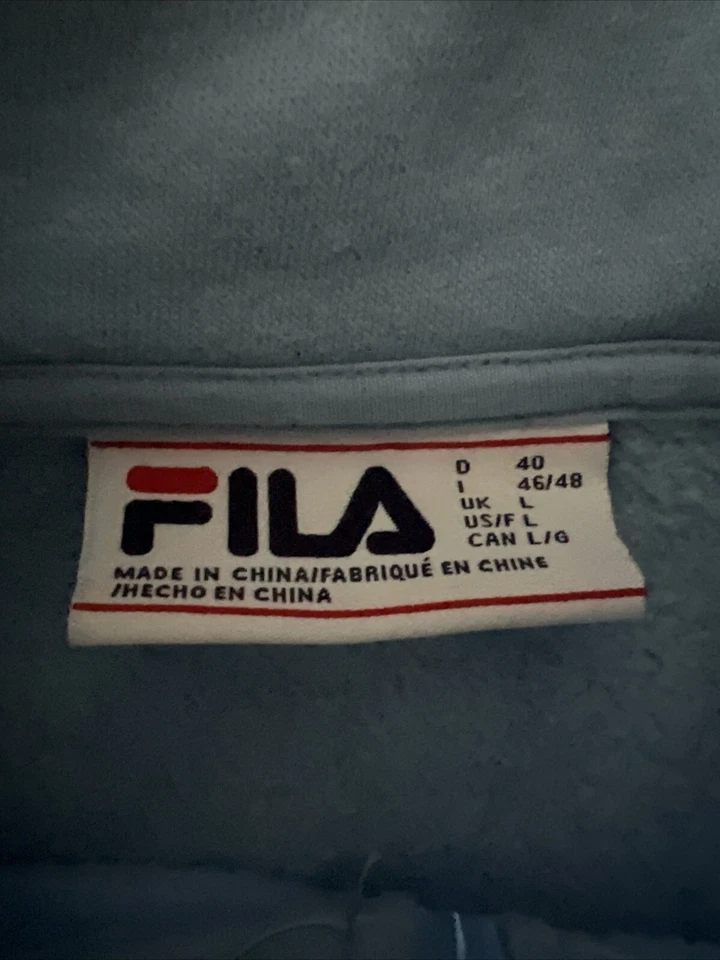 FILA
D 40
I 46/48
UK L
US/F L
CAN L/G
MADE IN CHINA/FABRIQUÉ EN CHINE
/HECHO EN CHINA